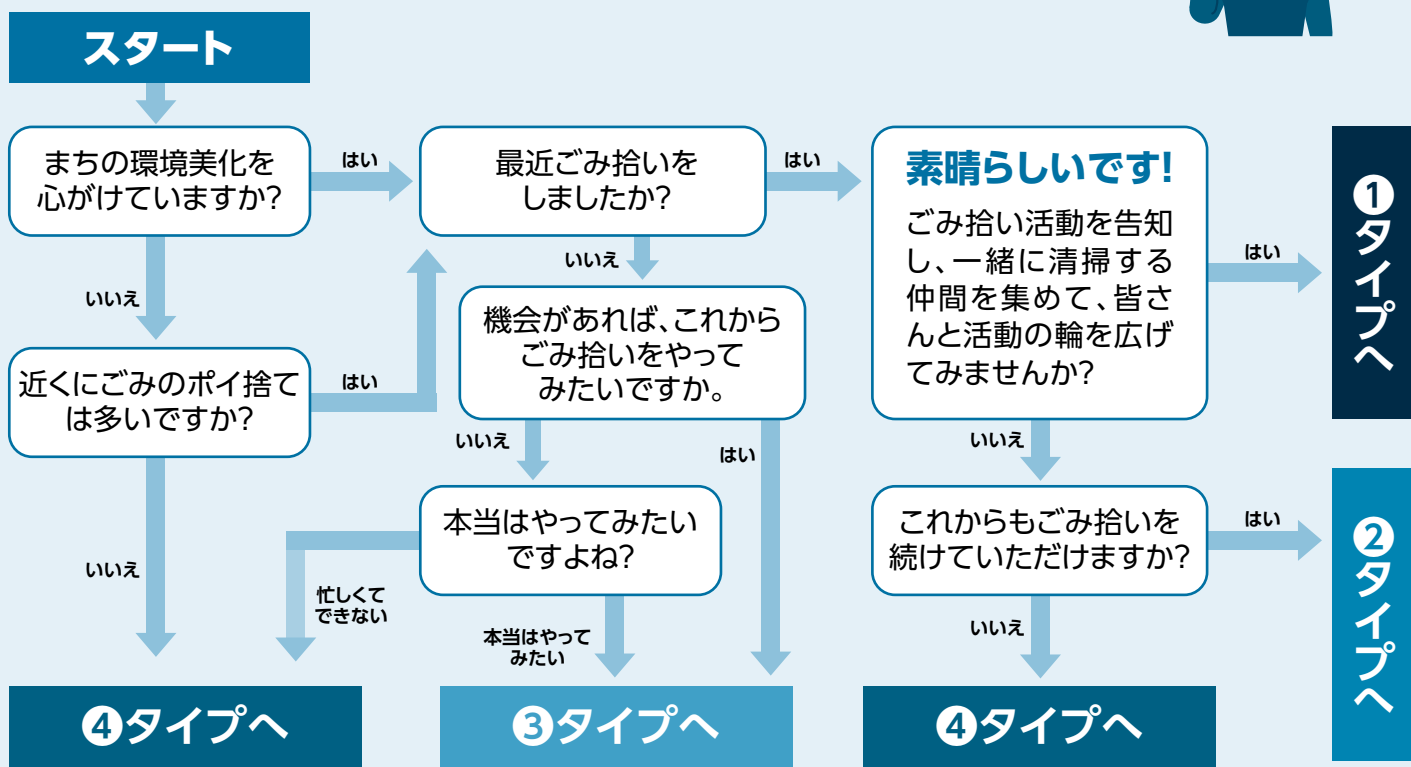 スタート
まちの環境美化を
心がけていますか?
はい
いいえ
近くにごみのポイ捨て
は多いですか?
はい
いいえ
最近ごみ拾いを
しましたか?
はい
いいえ
機会があれば、これから
ごみ拾いをやって
みたいですか。
いいえ
はい
本当はやってみたい
ですよね?
忙しくて
できない
本当はやって
みたい
素晴らしいです!
ごみ拾い活動を告知
し、一緒に清掃する
仲間を集めて、皆さ
んと活動の輪を広げ
てみませんか?
はい
いいえ
これからもごみ拾いを
続けていただけますか?
はい
いいえ
❶タイプへ
❷タイプへ
❹タイプへ
❸タイプへ
❹タイプへ